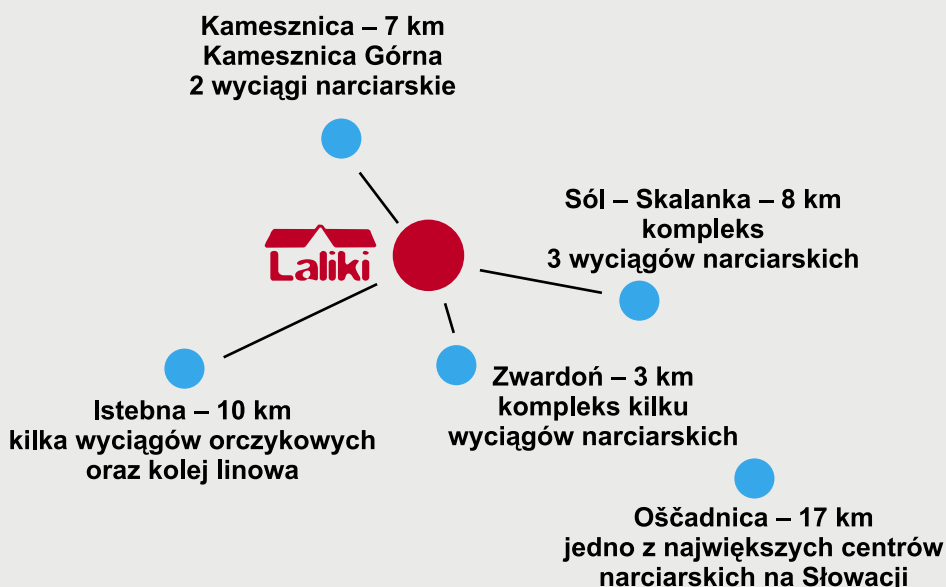 Kamesznica – 7 km
Kamesznica Górna
2 wyciągi narciarskie
Sól – Skalanka – 8 km
kompleks
3 wyciągów narciarskich
Laliki
Zwardoń – 3 km
kompleks kilku
wyciągów narciarskich
Istebna – 10 km
kilka wyciągów orczykowych
oraz kolej linowa
Oščadnica – 17 km
jedno z największych centrów
narciarskich na Słowacji